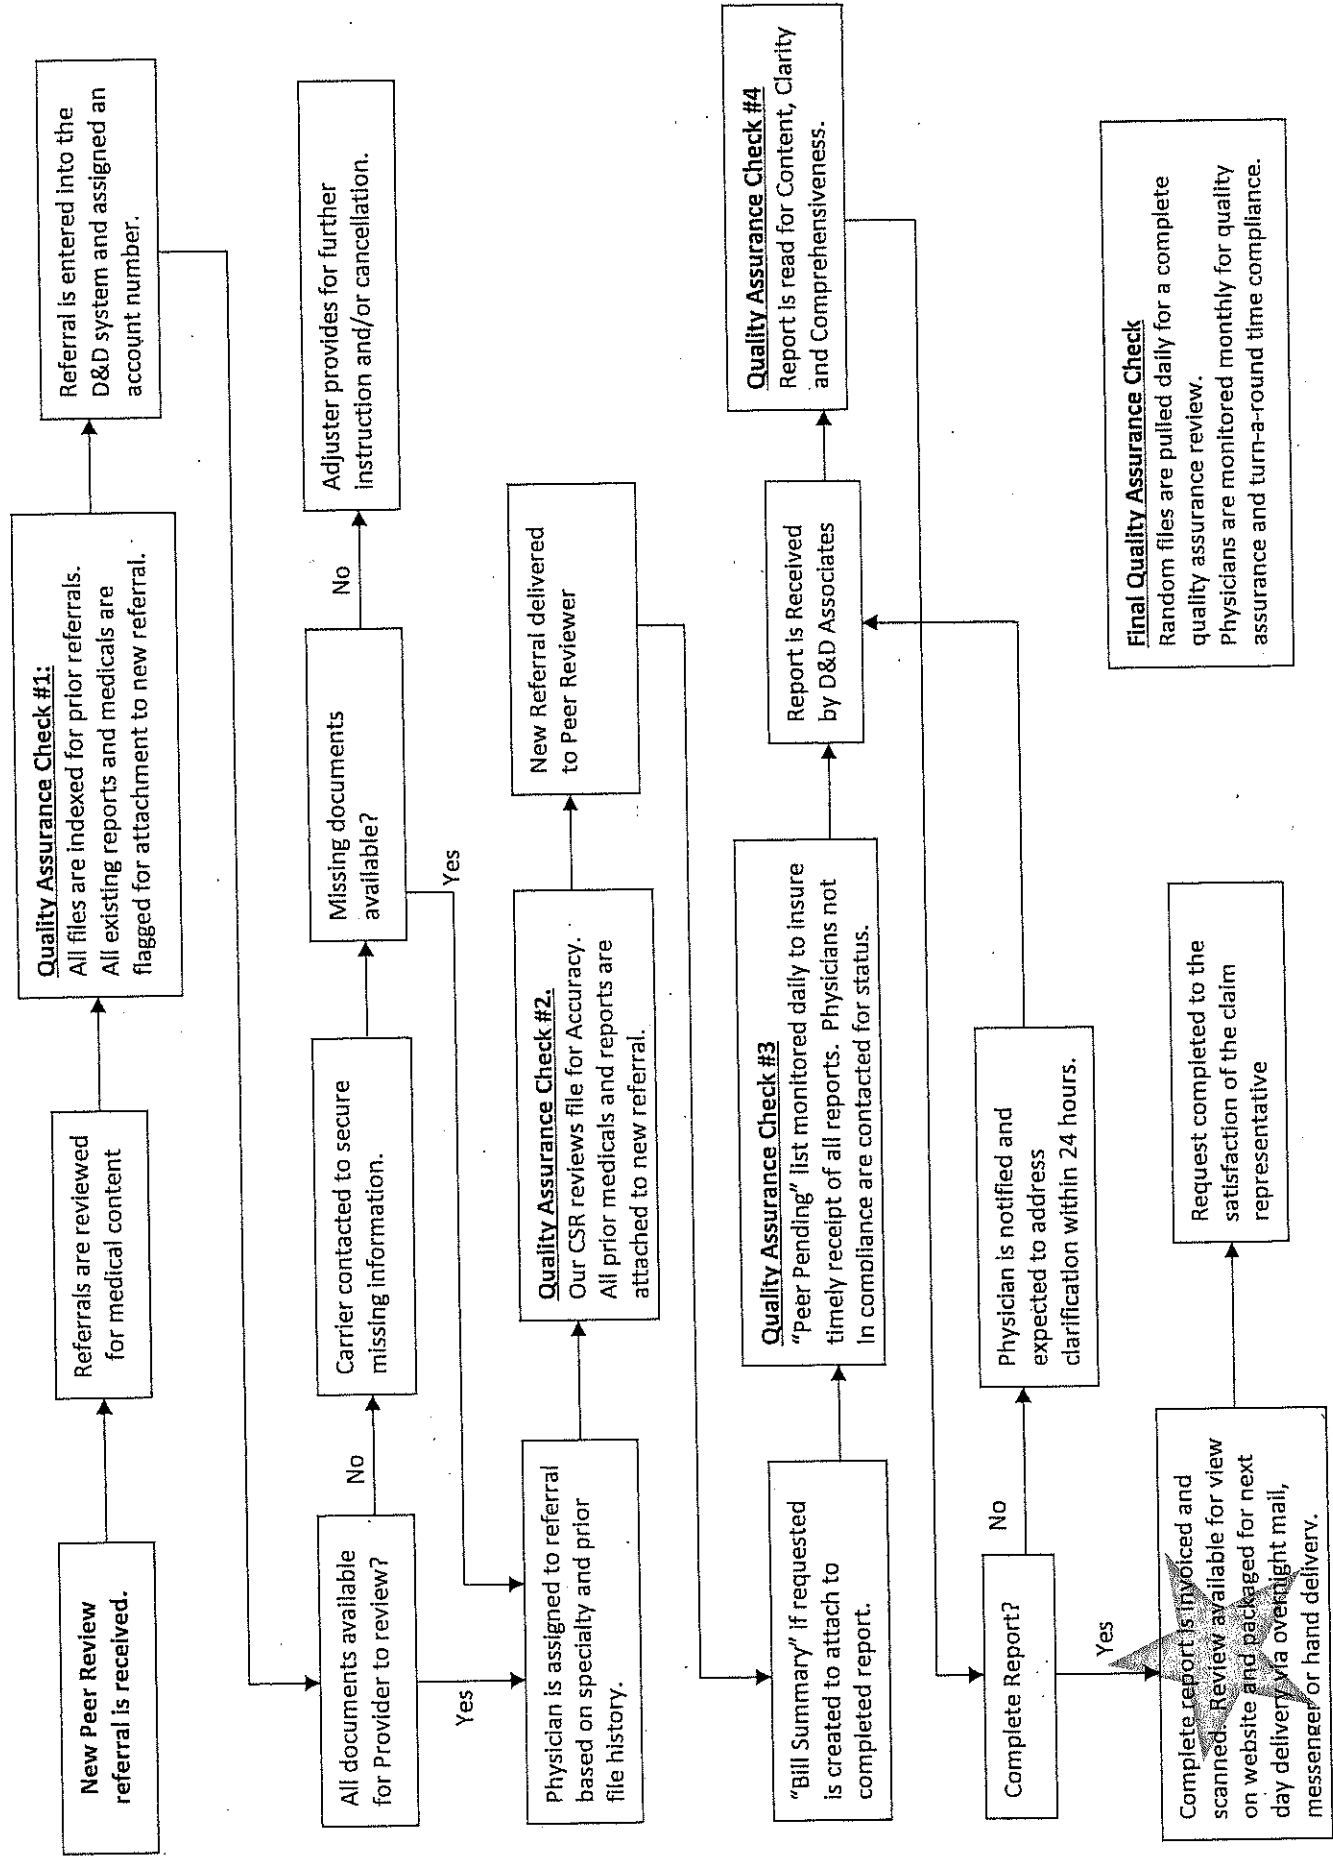 New Peer Review
referral is received.
Referrals are reviewed
for medical content
Quality Assurance Check #1:
All files are indexed for prior referrals.
All existing reports and medicals are
flagged for attachment to new referral.
Referral is entered into the
D&D system and assigned an
account number.
All documents available
for Provider to review?
No
Yes
Carrier contacted to secure
missing information.
Missing documents
available?
No
Yes
Adjuster provides for further
instruction and/or cancellation.
Physician is assigned to referral
based on specialty and prior
file history.
Quality Assurance Check #2.
Our CSR reviews file for Accuracy.
All prior medicals and reports are
attached to new referral.
New Referral delivered
to Peer Reviewer
"Bill Summary" if requested
is created to attach to
completed report.
Quality Assurance Check #3
"Peer Pending" list monitored daily to insure
timely receipt of all reports. Physicians not
In compliance are contacted for status.
Report is Received
by D&D Associates
Quality Assurance Check #4
Report is read for Content, Clarity
and Comprehensiveness.
Complete Report?
No
Yes
Physician is notified and
expected to address
clarification within 24 hours.
Complete report is invoiced and
scanned. Review available for view
on website and packaged for next
day delivery via overnight mail,
messenger or hand delivery.
Request completed to the
satisfaction of the claim
representative
Final Quality Assurance Check
Random files are pulled daily for a complete
quality assurance review.
Physicians are monitored monthly for quality
assurance and turn-a-round time compliance.